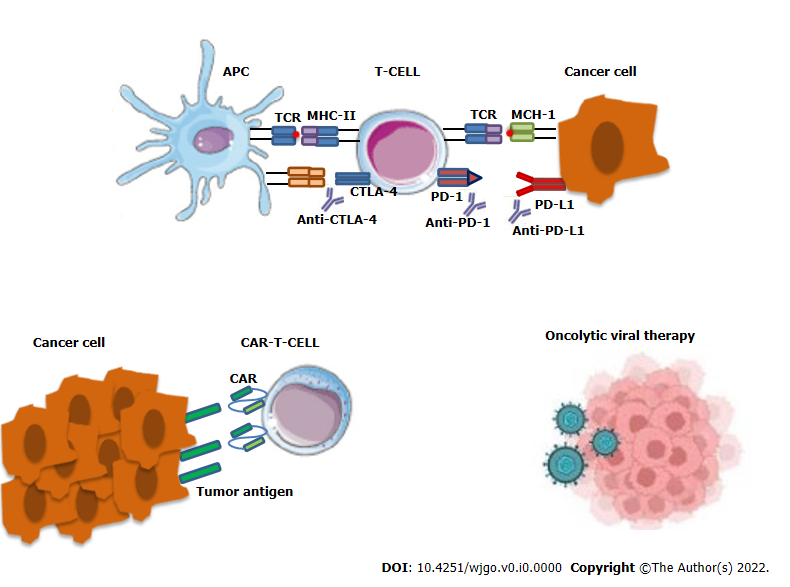 APC
T-CELL
Cancer cell
TCR
MHC-II
TCR
MCH-1
CTLA-4
Anti-CTLA-4
PD-1
Anti-PD-1
PD-L1
Anti-PD-L1
Cancer cell
CAR-T-CELL
CAR
Tumor antigen
Oncolytic viral therapy
DOI: 10.4251/wjgo.v0.i0.0000 Copyright ©The Author(s) 2022.